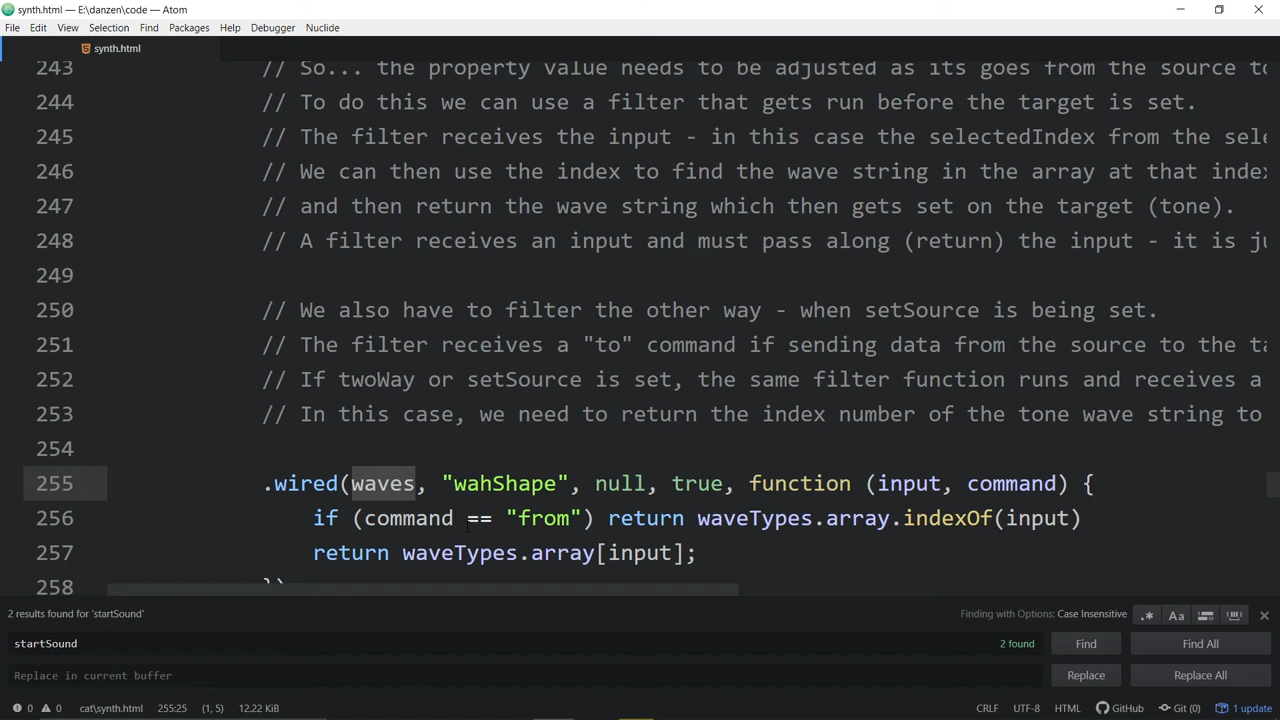 synth.html — E:\danzen\code — Atom
File Edit View Selection Find Packages Help Debugger Nuclide
synth.html
243 // So... the property value needs to be adjusted as its goes from the source to
244 // To do this we can use a filter that gets run before the target is set.
245 // The filter receives the input - in this case the selectedIndex from the sele
246 // We can then use the index to find the wave string in the array at that index
247 // and then return the wave string which then gets set on the target (tone).
248 // A filter receives an input and must pass along (return) the input - it is ju
249
250 // We also have to filter the other way - when setSource is being set.
251 // The filter receives a "to" command if sending data from the source to the ta
252 // If twoWay or setSource is set, the same filter function runs and receives a
253 // In this case, we need to return the index number of the tone wave string to
254
255 .wired(waves, "wahShape", null, true, function (input, command) {
256 if (command == "from") return waveTypes.array.indexOf(input)
257 return waveTypes.array[input];
258 })
2 results found for 'startSound' Finding with Options: Case Insensitive .* Aa
startSound 2 found Find Find All
Replace in current buffer Replace Replace All
0 0 cat\synth.html 255:25 (1, 5) 12.22 KiB CRLF UTF-8 HTML GitHub Git (0) 1 update